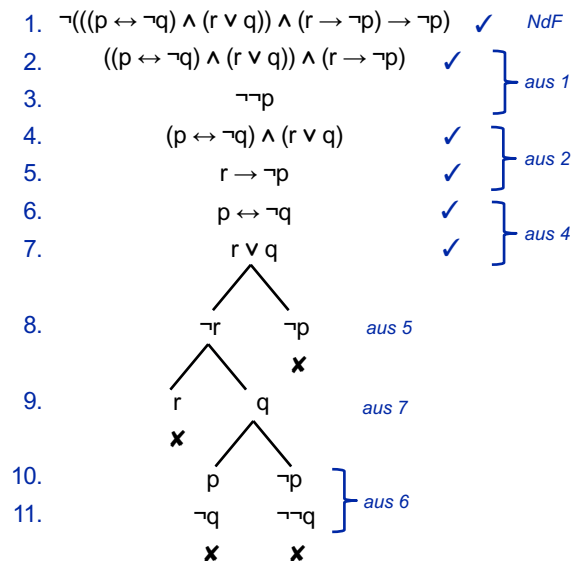 1. ¬(((p ↔ ¬q) ∧ (r ∨ q)) ∧ (r → ¬p) → ¬p) ✓ NdF
2. ((p ↔ ¬q) ∧ (r ∨ q)) ∧ (r → ¬p) ✓
aus 1
3. ¬¬p
4. (p ↔ ¬q) ∧ (r ∨ q) ✓
aus 2
5. r → ¬p ✓
6. p ↔ ¬q ✓
aus 4
7. r ∨ q ✓
8. ¬r ¬p aus 5
✘
9. r q aus 7
✘
10. p ¬p
aus 6
11. ¬q ¬¬q
✘ ✘